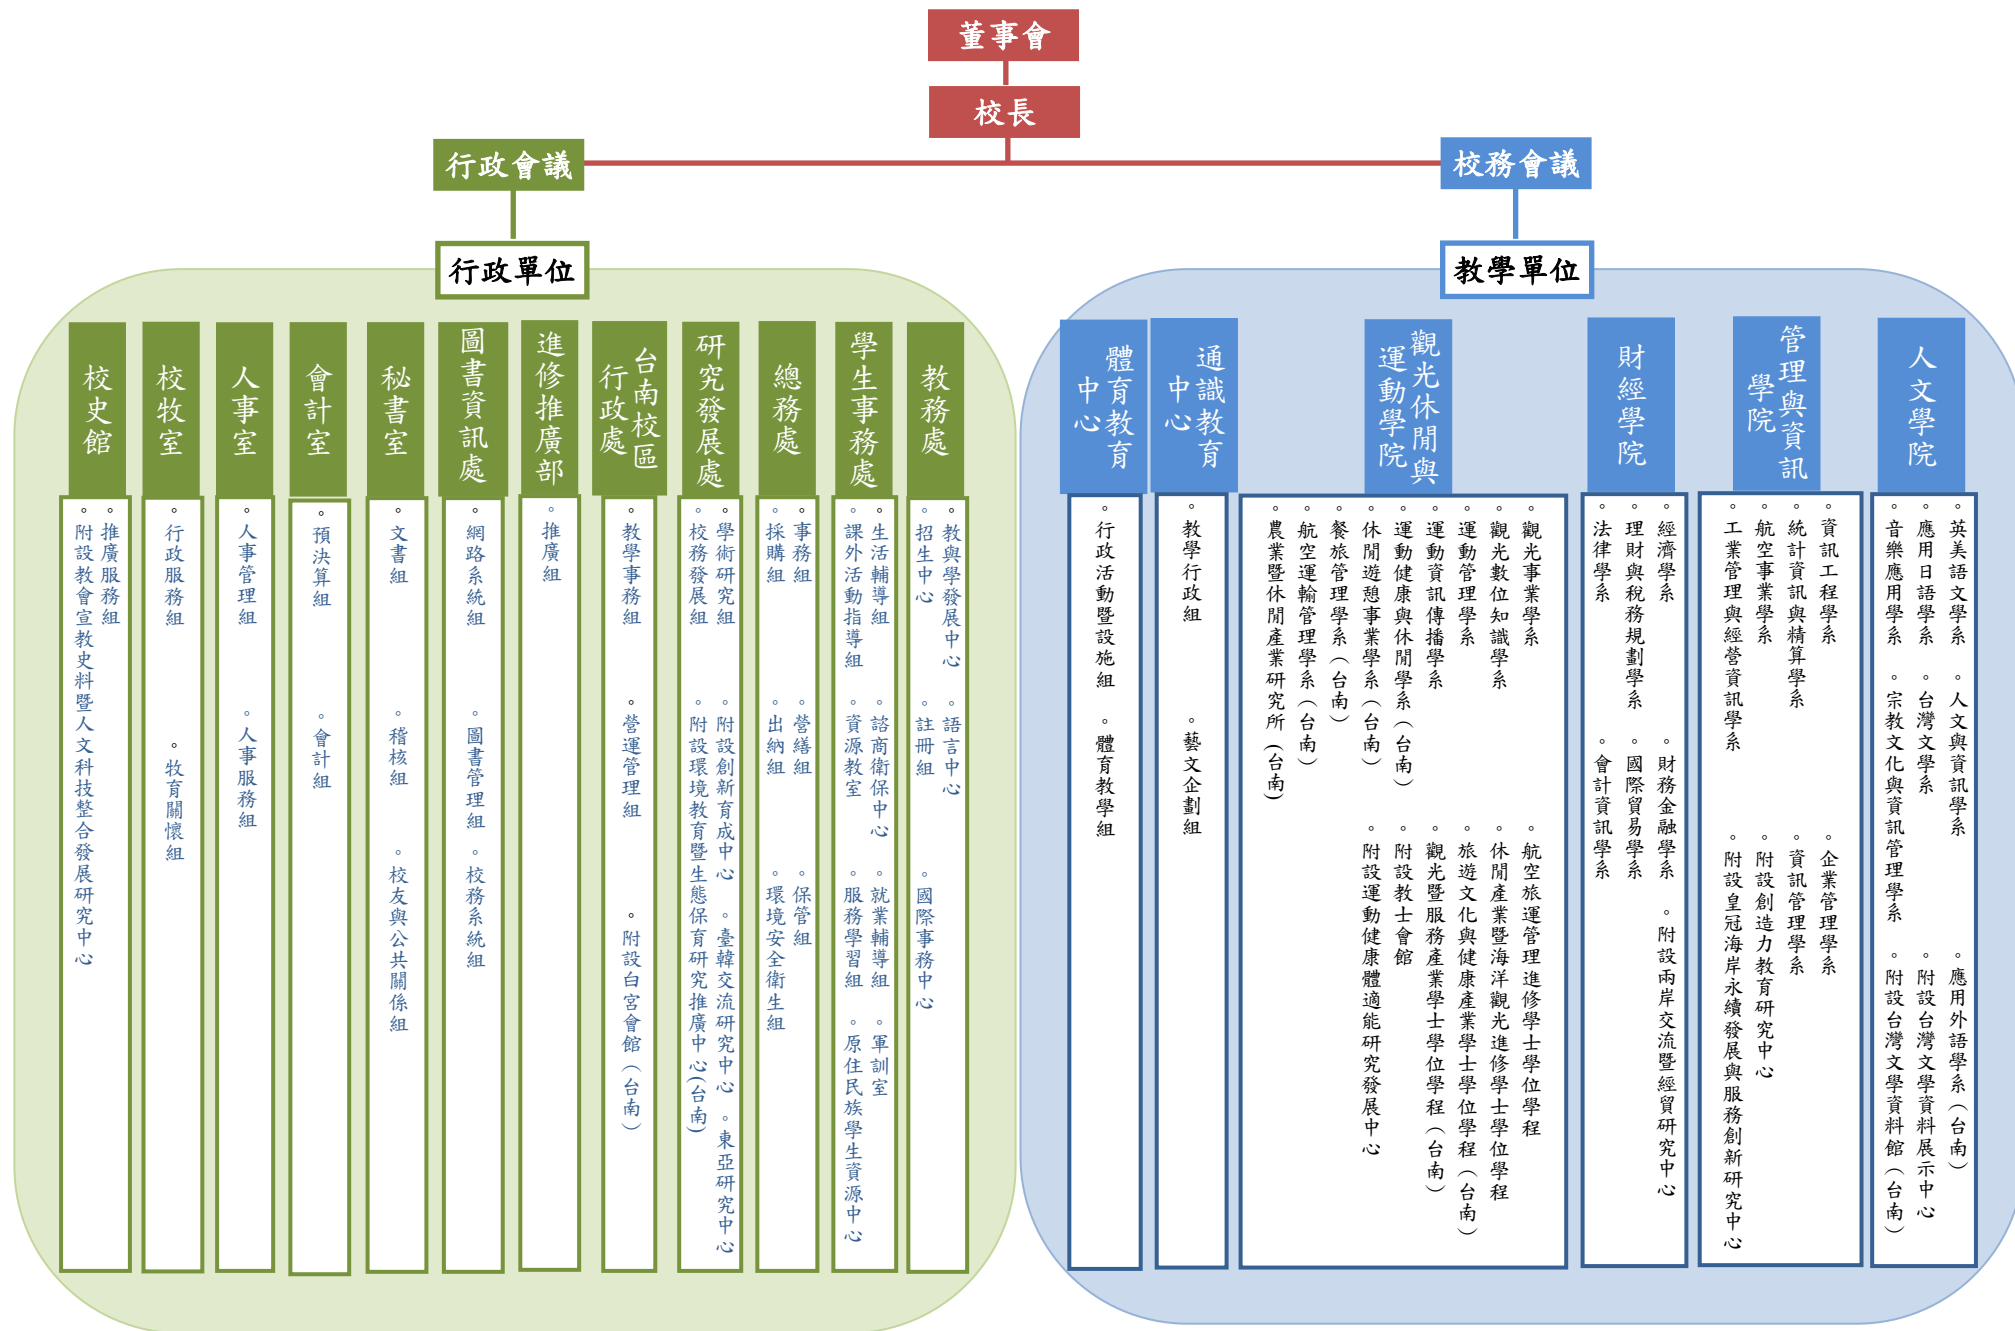 董事會
校長
行政會議
校務會議
行政單位
教學單位
校史館
校牧室
人事室
會計室
秘書室
圖書資訊處
進修推廣部
台南校區
行政處
研究發展處
總務處
學生事務處
教務處
體育教育
中心
通識教育
中心
觀光休閒與
運動學院
財經學院
管理與資訊
學院
人文學院
。推廣服務組
。附設教會宣教史料暨人文科技整合發展研究中心
。行政服務組 。牧育關懷組
。人事管理組 。人事服務組
。預決算組 。會計組
。文書組 。稽核組 。校友與公共關係組
。網路系統組 。圖書管理組 。校務系統組
。推廣組
。教學事務組 。營運管理組 。附設白宮會館（台南）
。學術研究組 。附設創新育成中心 。臺韓交流研究中心 。東亞研究中心
。校務發展組 。附設環境教育暨生態保育研究推廣中心(台南)
。事務組 。營繕組 。保管組
。採購組 。出納組 。環境安全衛生組
。生活輔導組 。諮商衛保中心 。就業輔導組 。軍訓室
。課外活動指導組 。資源教室 。服務學習組 。原住民族學生資源中心
。教與學發展中心 。語言中心
。招生中心 。註冊組 。國際事務中心
。行政活動暨設施組 。體育教學組
。教學行政組 。藝文企劃組
。觀光事業學系 。航空旅運管理進修學士學位學程
。觀光數位知識學系 。休閒產業暨海洋觀光進修學士學位學程
。運動管理學系 。旅遊文化與健康產業學士學位學程（台南）
。運動資訊傳播學系 。觀光暨服務產業學士學位學程（台南）
。運動健康與休閒學系（台南） 。附設教士會館
。休閒遊憩事業學系（台南） 。附設運動健康體適能研究發展中心
。餐旅管理學系（台南）
。航空運輸管理學系（台南）
。農業暨休閒產業研究所（台南）
。經濟學系 。財務金融學系 。附設兩岸交流暨經貿研究中心
。理財與稅務規劃學系 。國際貿易學系
。法律學系 。會計資訊學系
。資訊工程學系 。企業管理學系
。統計資訊與精算學系 。資訊管理學系
。航空事業學系 。附設創造力教育研究中心
。工業管理與經營資訊學系 。附設皇冠海岸永續發展與服務創新研究中心
。英美語文學系 。人文與資訊學系 。應用外語學系（台南）
。應用日語學系 。台灣文學系 。附設台灣文學資料展示中心
。音樂應用學系 。宗教文化與資訊管理學系 。附設台灣文學資料館（台南）